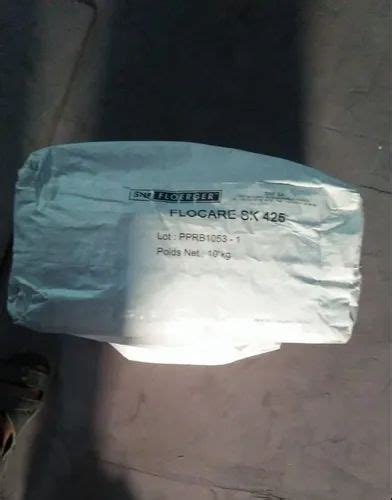 SNF FLOERGER
FLOCARE SK 425
Lot : PPRB1053 - 1
Poids Net : 10 kg